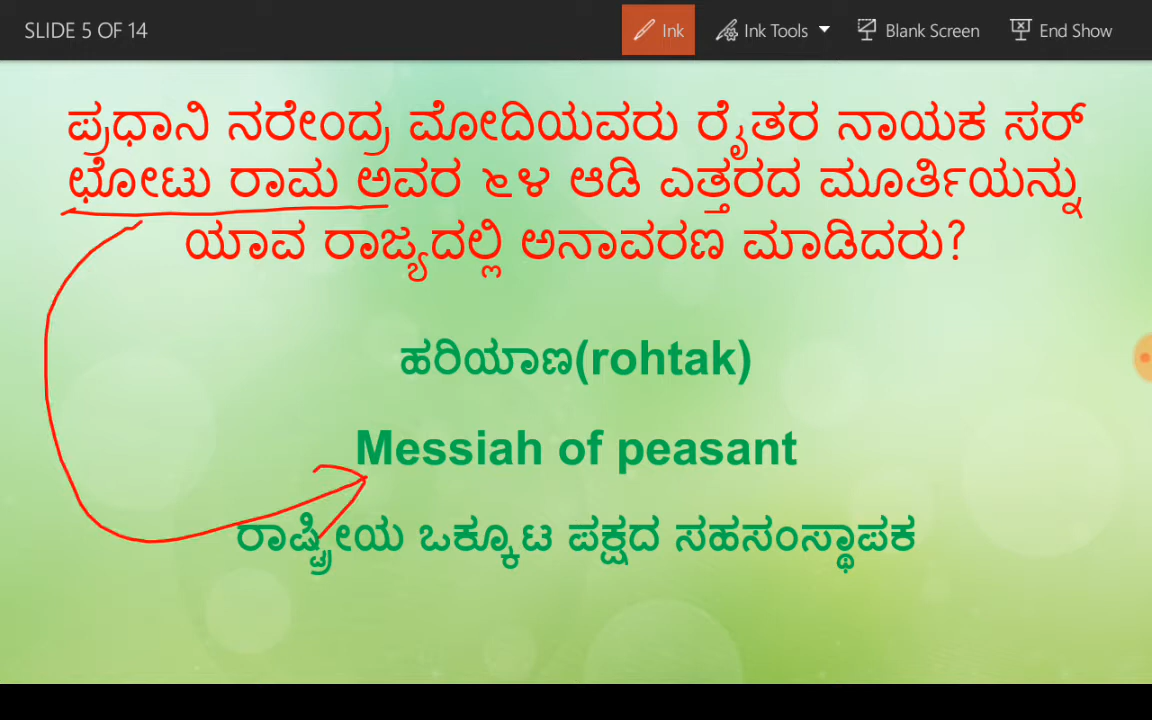 SLIDE 5 OF 14
Ink
Ink Tools
Blank Screen
End Show
ಪ್ರಧಾನಿ ನರೇಂದ್ರ ಮೋದಿಯವರು ರೈತರ ನಾಯಕ ಸರ್
ಛೋಟು ರಾಮ ಅವರ ೬೪ ಆಡಿ ಎತ್ತರದ ಮೂರ್ತಿಯನ್ನು
ಯಾವ ರಾಜ್ಯದಲ್ಲಿ ಅನಾವರಣ ಮಾಡಿದರು?
ಹರಿಯಾಣ(rohtak)
Messiah of peasant
ರಾಷ್ಟ್ರೀಯ ಒಕ್ಕೂಟ ಪಕ್ಷದ ಸಹಸಂಸ್ಥಾಪಕ